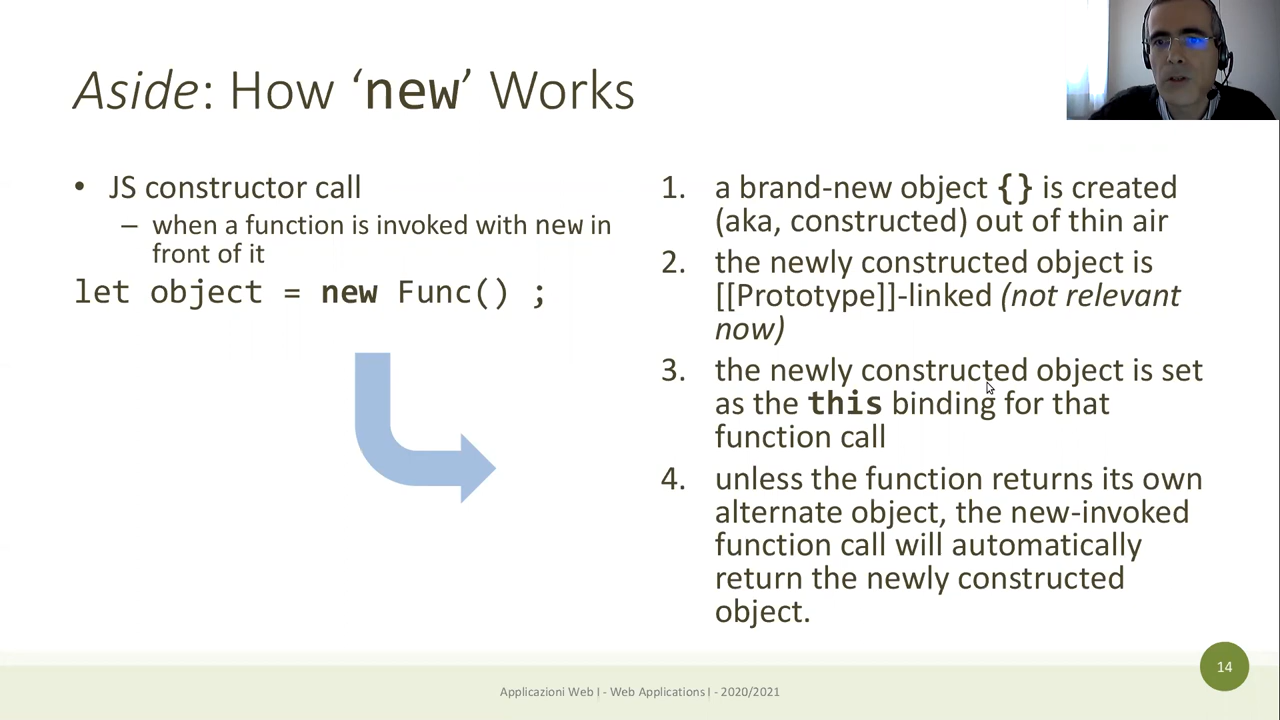 Aside: How ‘new’ Works
• JS constructor call
– when a function is invoked with new in
front of it
let object = new Func() ;
1. a brand-new object {} is created
(aka, constructed) out of thin air
2. the newly constructed object is
[[Prototype]]-linked (not relevant
now)
3. the newly constructed object is set
as the this binding for that
function call
4. unless the function returns its own
alternate object, the new-invoked
function call will automatically
return the newly constructed
object.
Applicazioni Web I - Web Applications I - 2020/2021
14